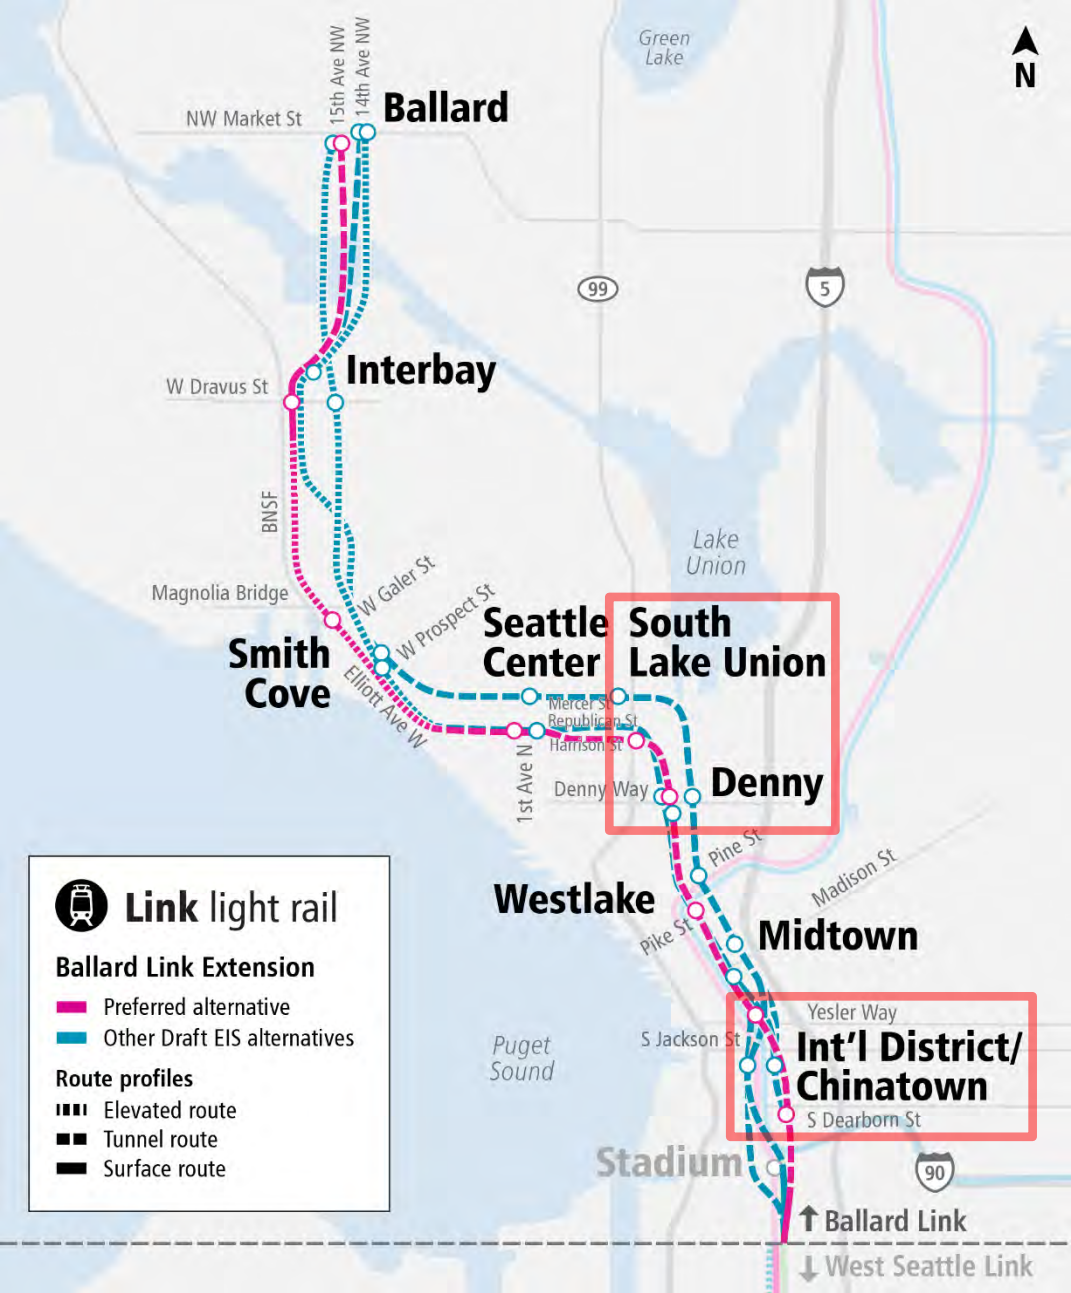 Green
Lake
N
15th Ave NW
14th Ave NW
Ballard
NW Market St
99
5
Interbay
W Dravus St
BNSF
Lake
Union
Magnolia Bridge
W Galer St
W Prospect St
Seattle
Center
South
Lake Union
Smith
Cove
Elliott Ave W
Mercer St
Republican St
Harrison St
1st Ave N
Denny Way
Denny
Pine St
Madison St
Westlake
Pike St
Midtown
Link light rail
Ballard Link Extension
Preferred alternative
Other Draft EIS alternatives
Route profiles
Elevated route
Tunnel route
Surface route
Puget
Sound
Yesler Way
S Jackson St
Int'l District/
Chinatown
S Dearborn St
Stadium
90
Ballard Link
West Seattle Link